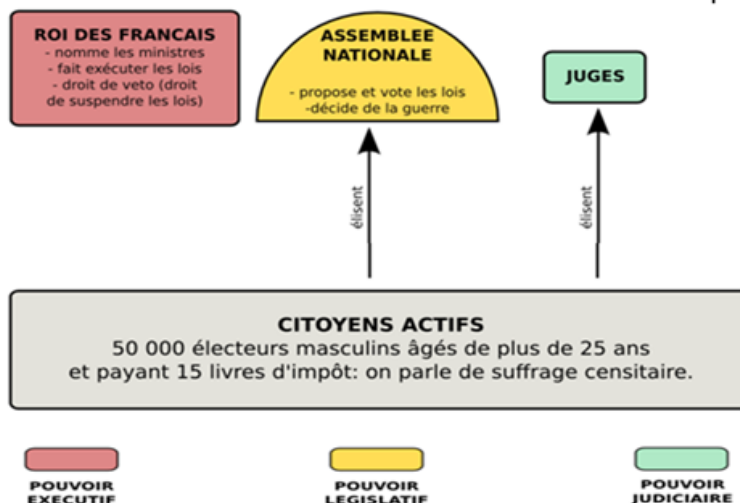 ROI DES FRANCAIS
- nomme les ministres
- fait exécuter les lois
- droit de veto (droit
de suspendre les lois)
ASSEMBLEE
NATIONALE
- propose et vote les lois
-décide de la guerre
JUGES
élisent
élisent
CITOYENS ACTIFS
50 000 électeurs masculins âgés de plus de 25 ans
et payant 15 livres d'impôt: on parle de suffrage censitaire.
POUVOIR
EXECUTIF
POUVOIR
LEGISLATIF
POUVOIR
JUDICIAIRE